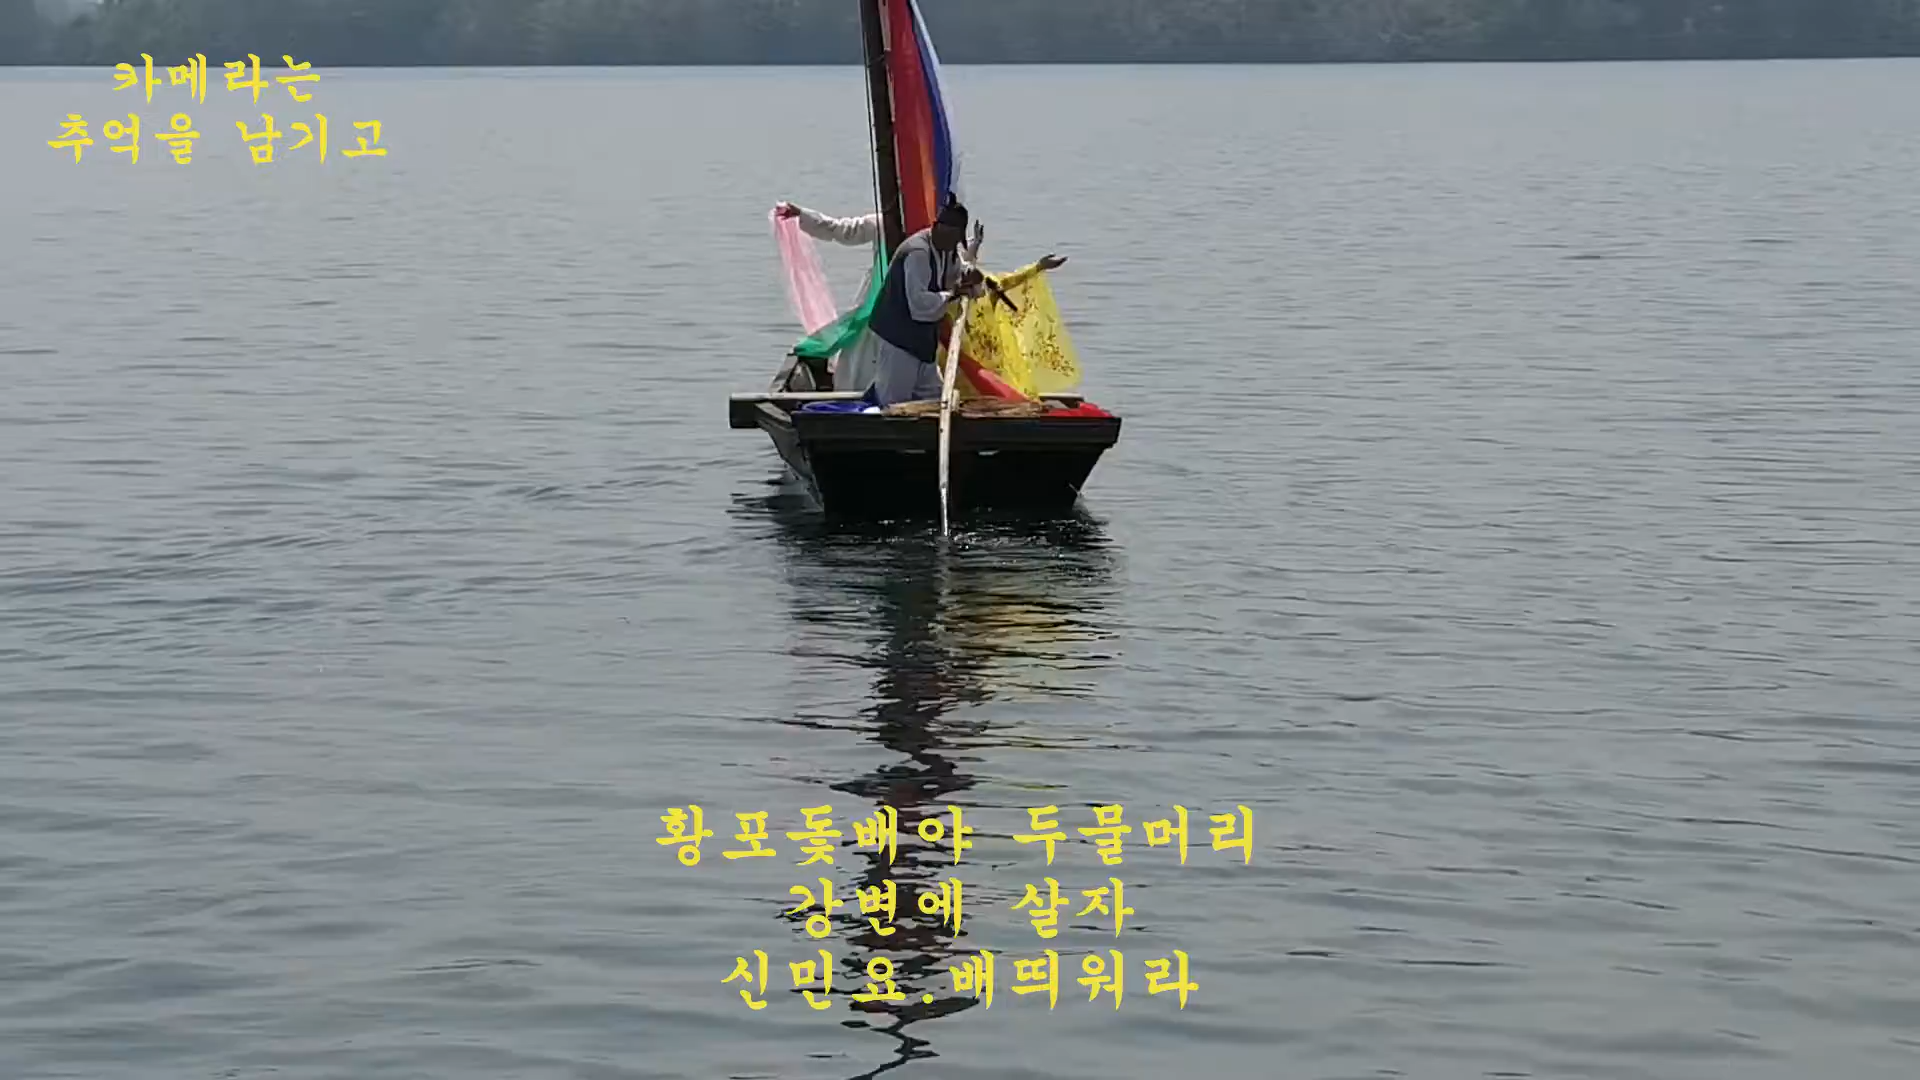 카메라는
추억을 남기고
황포돛배야 두물머리
강변에 살자
신민요.배띄워라